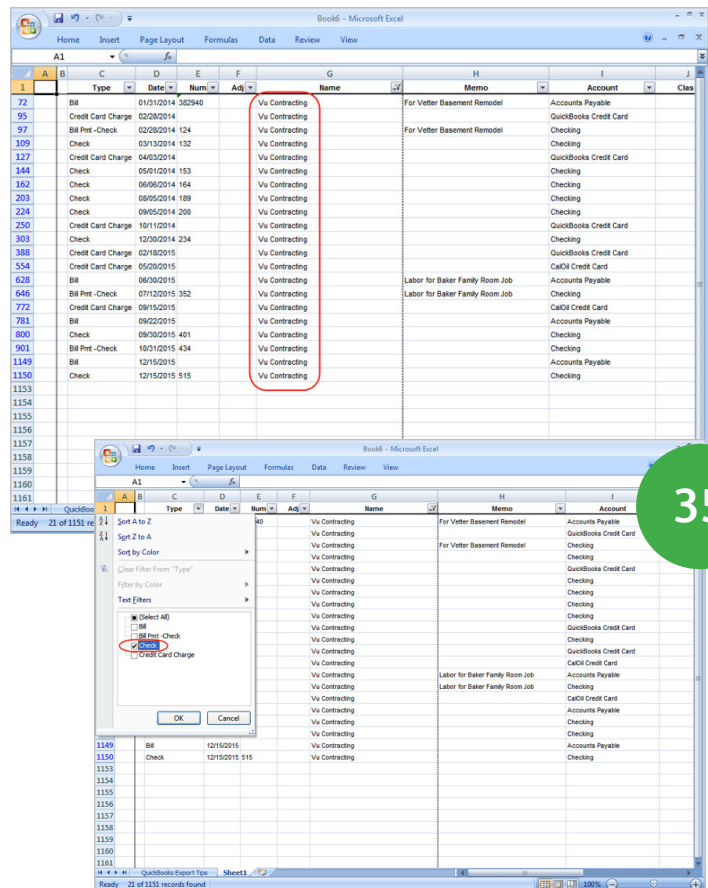 Book6 - Microsoft Excel
Home Insert Page Layout Formulas Data Review View
A1 fx
A B C D E F G H I J
1 Type Date Num Adj Name Memo Account Clas
72 Bill 01/31/2014 382940 Vu Contracting For Vetter Basement Remodel Accounts Payable
95 Credit Card Charge 02/28/2014 Vu Contracting QuickBooks Credit Card
97 Bill Pmt -Check 02/28/2014 124 Vu Contracting For Vetter Basement Remodel Checking
109 Check 03/13/2014 132 Vu Contracting Checking
127 Credit Card Charge 04/03/2014 Vu Contracting QuickBooks Credit Card
144 Check 05/01/2014 153 Vu Contracting Checking
162 Check 06/06/2014 164 Vu Contracting Checking
203 Check 08/05/2014 189 Vu Contracting Checking
224 Check 09/05/2014 200 Vu Contracting Checking
250 Credit Card Charge 10/11/2014 Vu Contracting QuickBooks Credit Card
303 Check 12/30/2014 234 Vu Contracting Checking
388 Credit Card Charge 02/18/2015 Vu Contracting QuickBooks Credit Card
554 Credit Card Charge 05/20/2015 Vu Contracting CalOil Credit Card
628 Bill 06/30/2015 Vu Contracting Labor for Baker Family Room Job Accounts Payable
646 Bill Pmt -Check 07/12/2015 352 Vu Contracting Labor for Baker Family Room Job Checking
772 Credit Card Charge 09/15/2015 Vu Contracting CalOil Credit Card
781 Bill 09/22/2015 Vu Contracting Accounts Payable
800 Check 09/30/2015 401 Vu Contracting Checking
901 Bill Pmt -Check 10/31/2015 434 Vu Contracting Checking
1149 Bill 12/15/2015 Vu Contracting Accounts Payable
1150 Check 12/15/2015 515 Vu Contracting Checking
1153
1154
1155
1156
1157
1158
1159
1160
1161
QuickBoo
Ready 21 of 1151 re
35
Book6 - Microsoft Excel
Home Insert Page Layout Formulas Data Review View
A1 fx
A B C D E F G H I
1 Type Date Num Adj Name Memo Account
40 Vu Contracting For Vetter Basement Remodel Accounts Payable
Vu Contracting QuickBooks Credit Card
Vu Contracting For Vetter Basement Remodel Checking
Vu Contracting Checking
Vu Contracting QuickBooks Credit Card
Vu Contracting Checking
Vu Contracting Checking
Vu Contracting Checking
Vu Contracting Checking
Vu Contracting QuickBooks Credit Card
Vu Contracting Checking
Vu Contracting QuickBooks Credit Card
Vu Contracting CalOil Credit Card
Vu Contracting Labor for Baker Family Room Job Accounts Payable
Vu Contracting Labor for Baker Family Room Job Checking
Vu Contracting CalOil Credit Card
Vu Contracting Accounts Payable
Vu Contracting Checking
Vu Contracting Checking
Sort A to Z
Sort Z to A
Sort by Color
Clear Filter From "Type"
Filter by Color
Text Filters
(Select All)
Bill
Bill Pmt -Check
Check
Credit Card Charge
OK Cancel
1149 Bill 12/15/2015 Vu Contracting Accounts Payable
1150 Check 12/15/2015 515 Vu Contracting Checking
1153
1154
1155
1156
1157
1158
1159
1160
1161
QuickBooks Export Tips Sheet1
Ready 21 of 1151 records found 100%